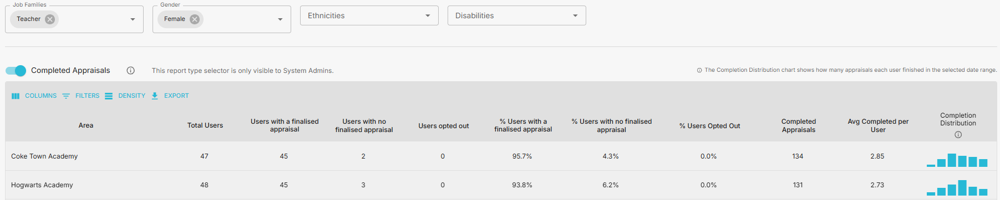 Job Families
Gender
Teacher
Female
Ethnicities
Disabilities
Completed Appraisals
This report type selector is only visible to System Admins.
The Completion Distribution chart shows how many appraisals each user finished in the selected date range.
COLUMNS FILTERS DENSITY EXPORT
Area
Total Users
Users with a finalised
appraisal
Users with no
finalised appraisal
Users opted out
% Users with a
finalised appraisal
% Users with no finalised
appraisal
% Users Opted Out
Completed
Appraisals
Avg Completed per
User
Completion
Distribution
Coke Town Academy 47 45 2 0 95.7% 4.3% 0.0% 134 2.85
Hogwarts Academy 48 45 3 0 93.8% 6.2% 0.0% 131 2.73